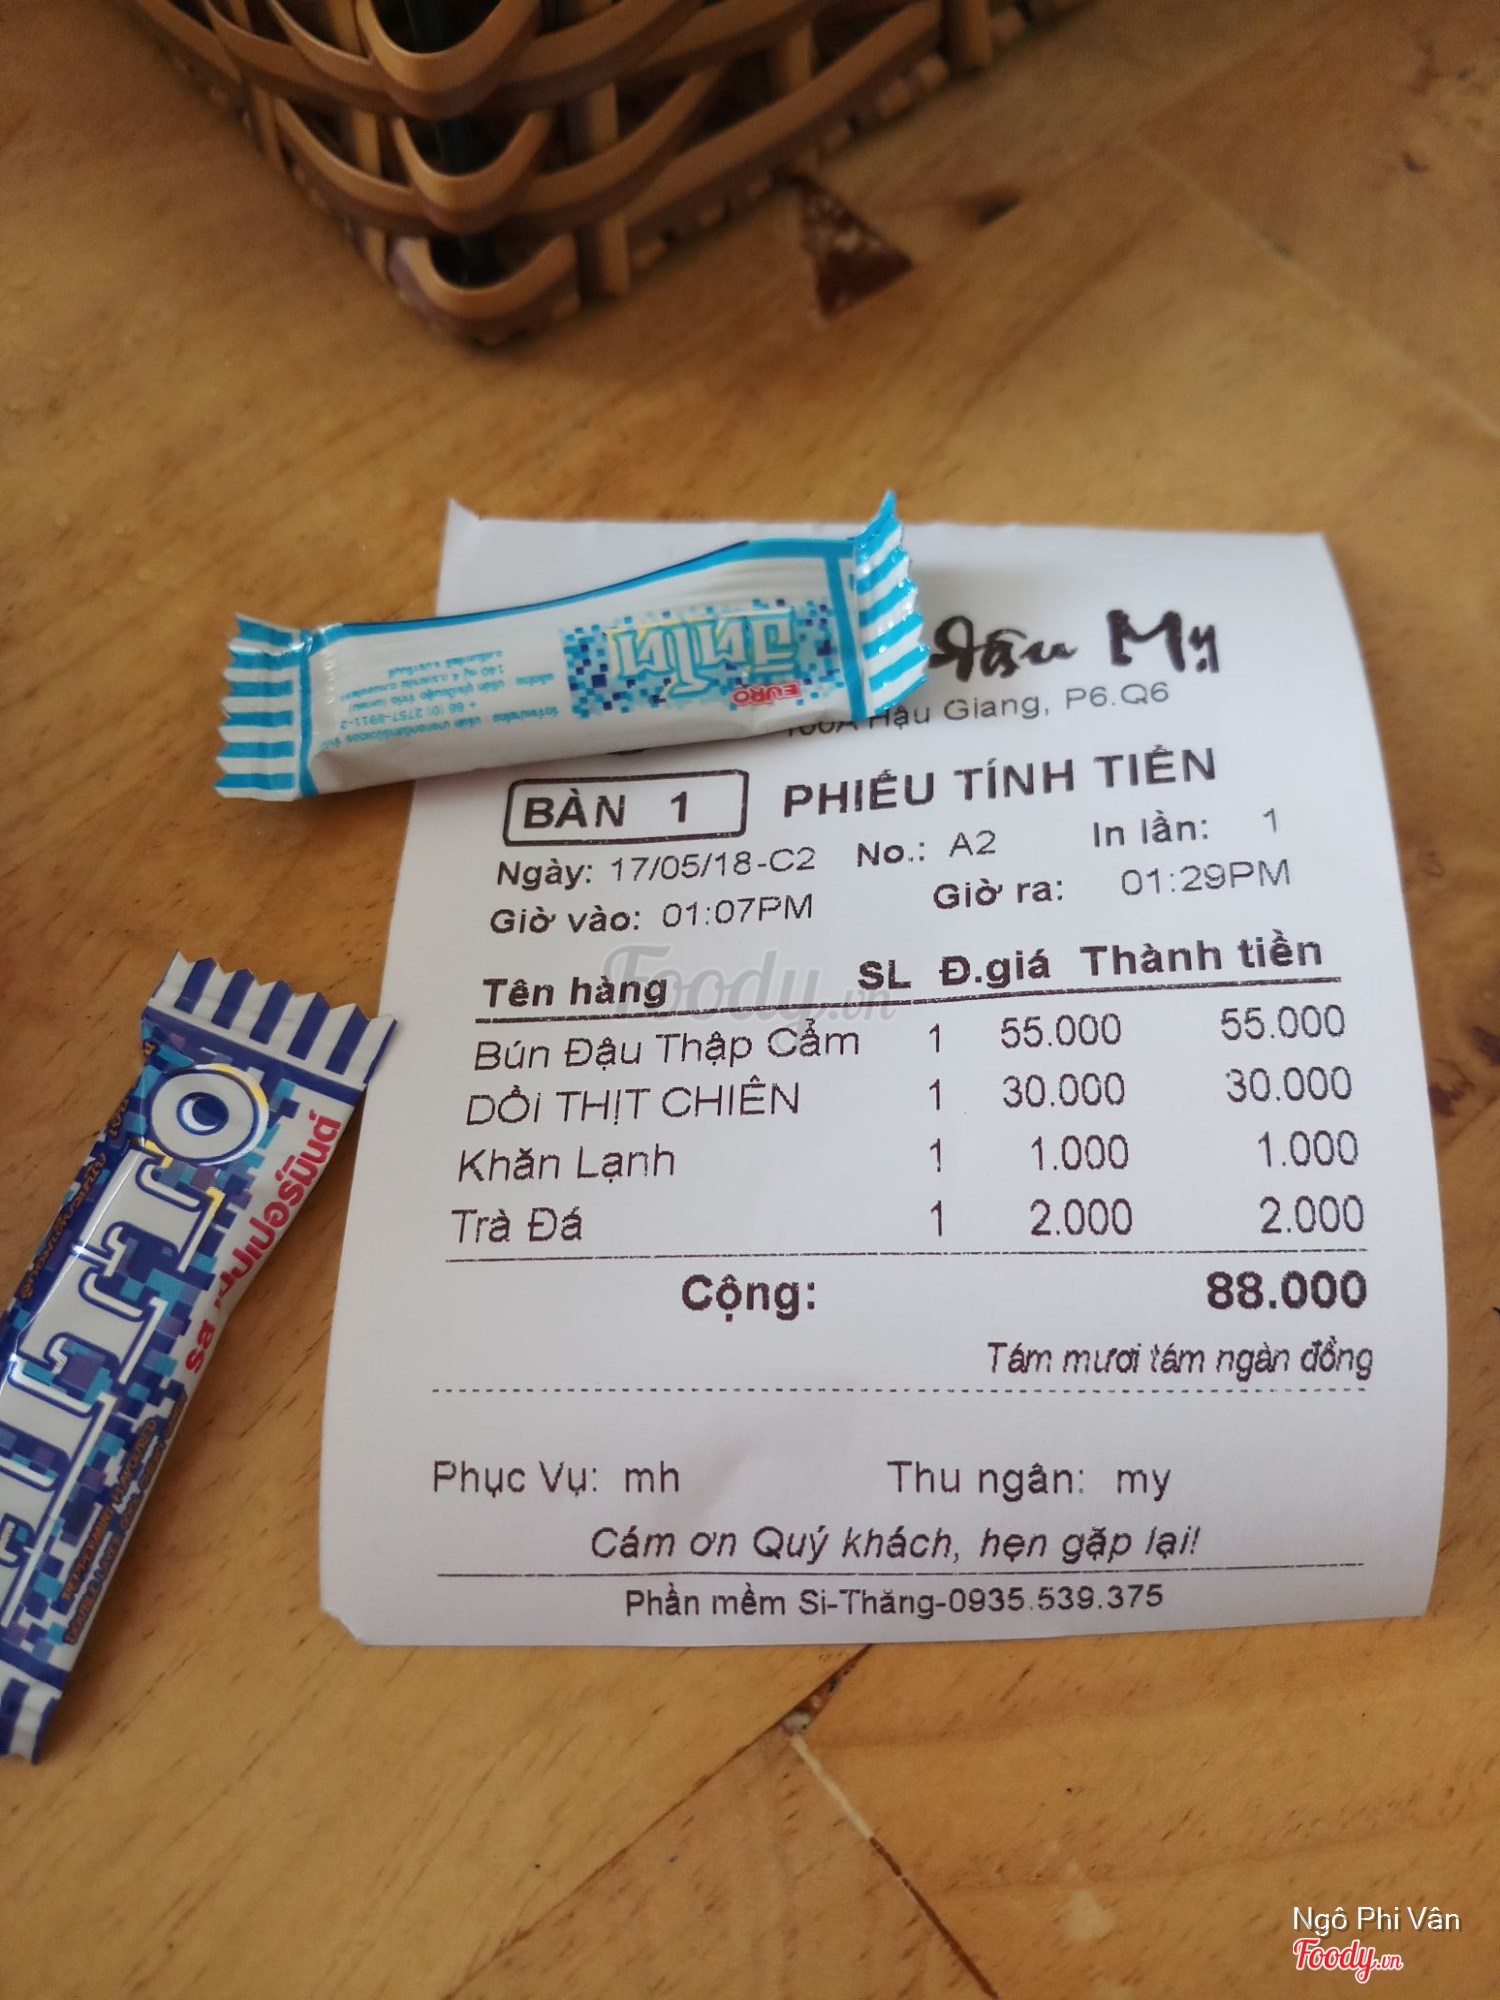 Đậu Mẹt
100A Hậu Giang, P6.Q6
BÀN 1 PHIẾU TÍNH TIỀN
Ngày: 17/05/18-C2 No.: A2 In lần: 1
Giờ vào: 01:07PM Giờ ra: 01:29PM
Tên hàng SL Đ.giá Thành tiền
Bún Đậu Thập Cẩm 1 55.000 55.000
DỒi THỊT CHIÊN 1 30.000 30.000
Khăn Lạnh 1 1.000 1.000
Trà Đá 1 2.000 2.000
Cộng: 88.000
Tám mươi tám ngàn đồng
Phục Vụ: mh Thu ngân: my
Cám ơn Quý khách, hẹn gặp lại!
Phần mềm Si-Thăng-0935.539.375
EURO
Foody.vn
Ngô Phi Vân
Foody.vn